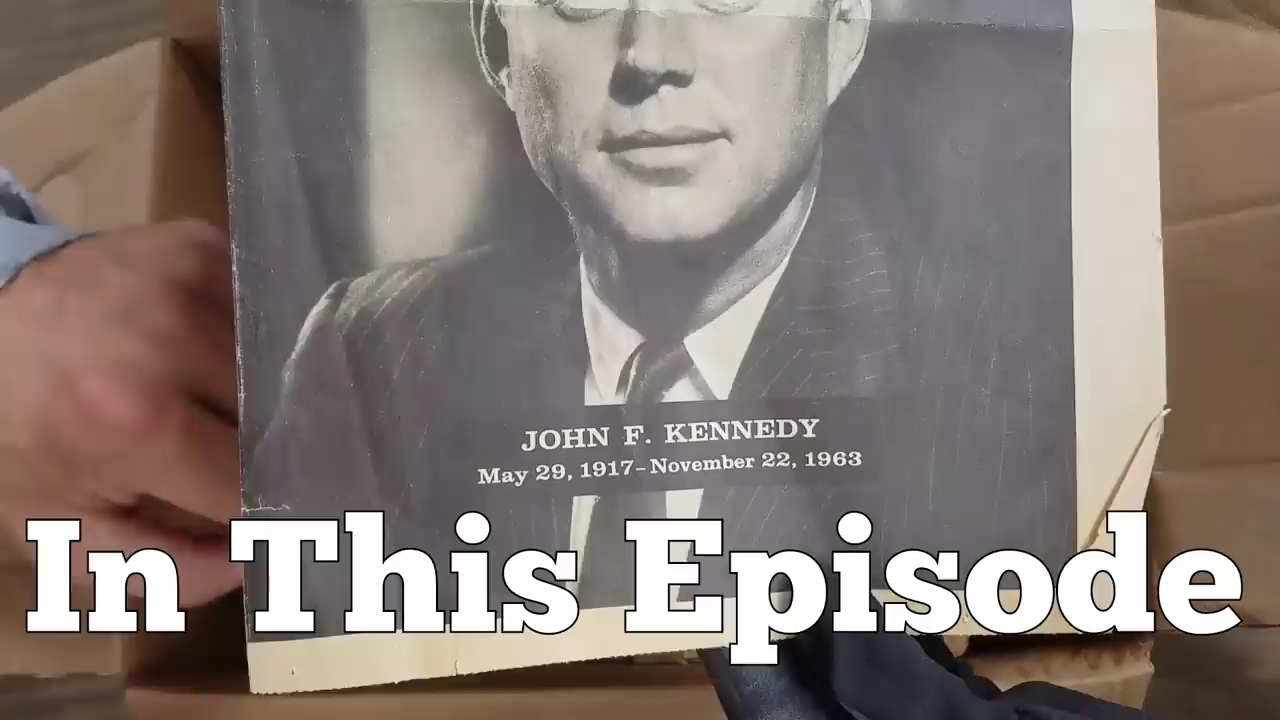 JOHN F. KENNEDY
May 29, 1917–November 22, 1963
In This Episode